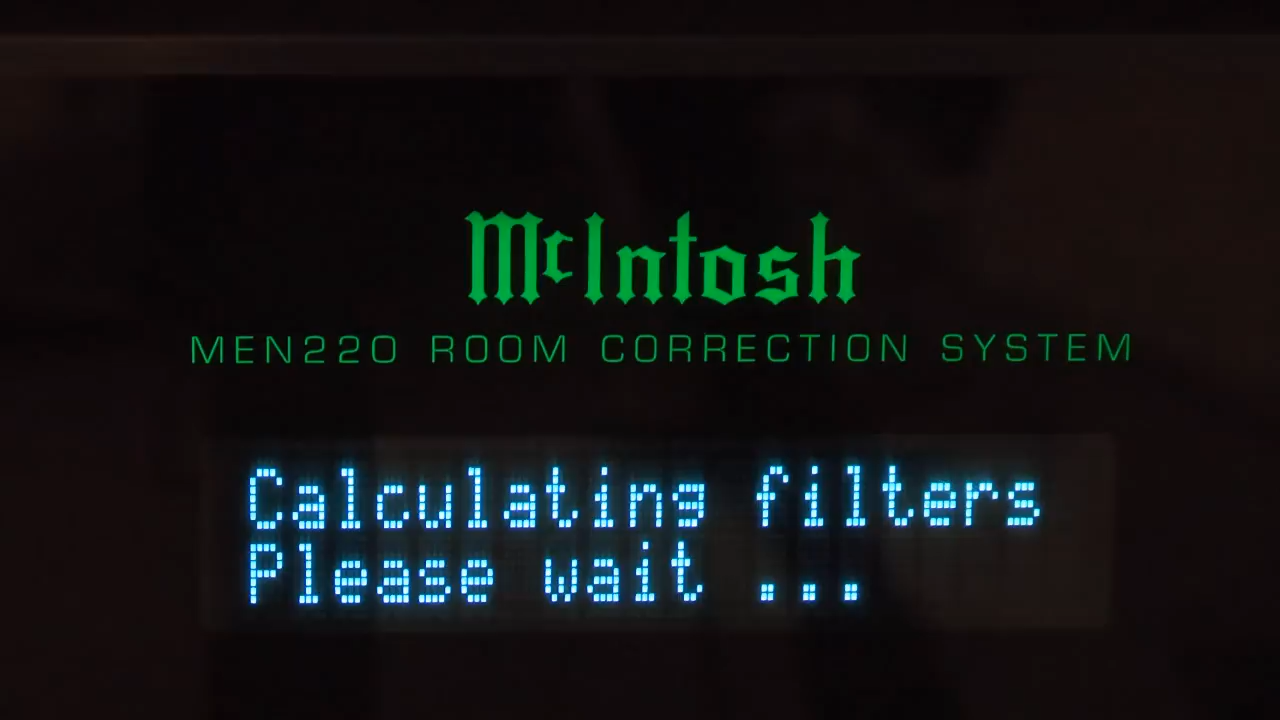 McIntosh
MEN220 ROOM CORRECTION SYSTEM
Calculating filters
Please wait ...